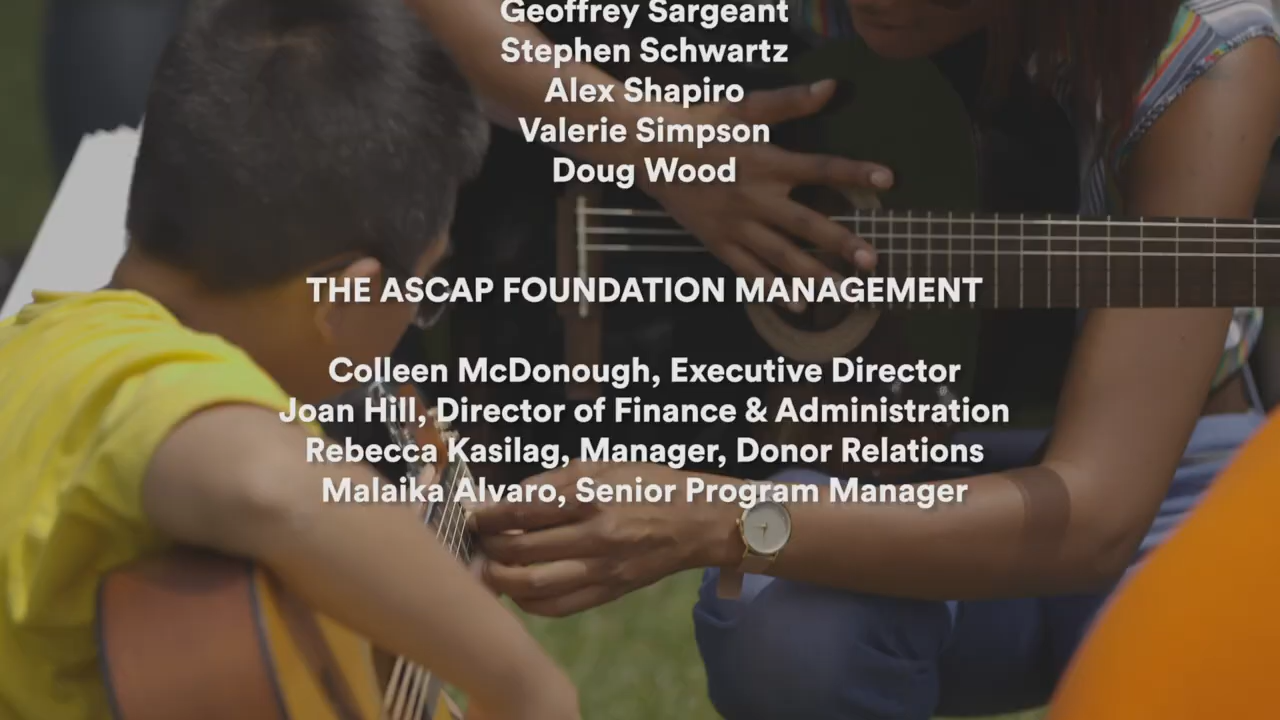 Geoffrey Sargeant
Stephen Schwartz
Alex Shapiro
Valerie Simpson
Doug Wood
THE ASCAP FOUNDATION MANAGEMENT
Colleen McDonough, Executive Director
Joan Hill, Director of Finance & Administration
Rebecca Kasilag, Manager, Donor Relations
Malaika Alvaro, Senior Program Manager